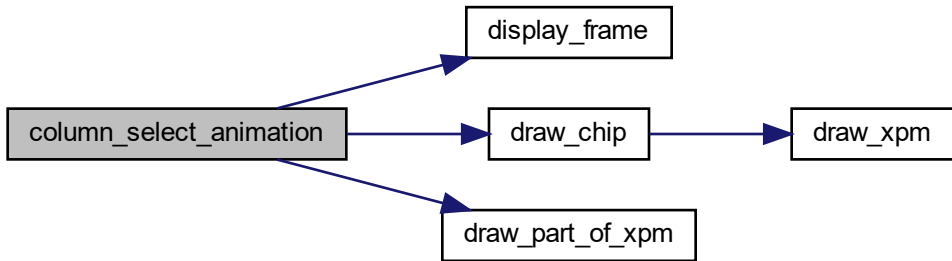 display_frame
column_select_animation
draw_chip
draw_xpm
draw_part_of_xpm